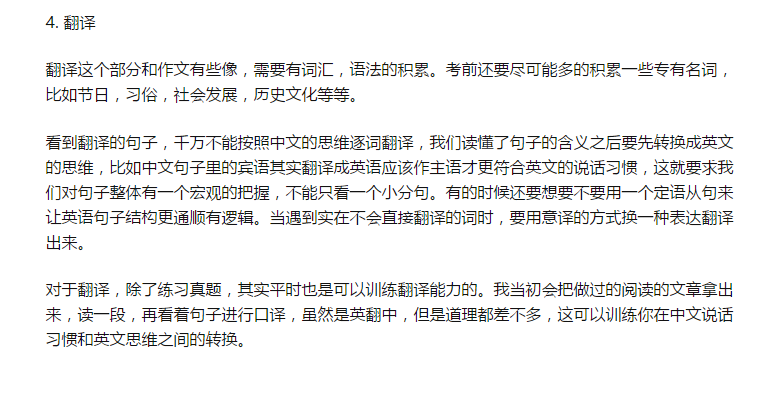 4. 翻译
翻译这个部分和作文有些像，需要有词汇，语法的积累。考前还要尽可能多的积累一些专有名词，
比如节日，习俗，社会发展，历史文化等等。
看到翻译的句子，千万不能按照中文的思维逐词翻译，我们读懂了句子的含义之后要先转换成英文
的思维，比如中文句子里的宾语其实翻译成英语应该作主语才更符合英文的说话习惯，这就要求我
们对句子整体有一个宏观的把握，不能只看一个小分句。有的时候还要想要不要用一个定语从句来
让英语句子结构更通顺有逻辑。当遇到实在不会直接翻译的词时，要用意译的方式换一种表达翻译
出来。
对于翻译，除了练习真题，其实平时也是可以训练翻译能力的。我当初会把做过的阅读的文章拿出
来，读一段，再看着句子进行口译，虽然是英翻中，但是道理都差不多，这可以训练你在中文说话
习惯和英文思维之间的转换。